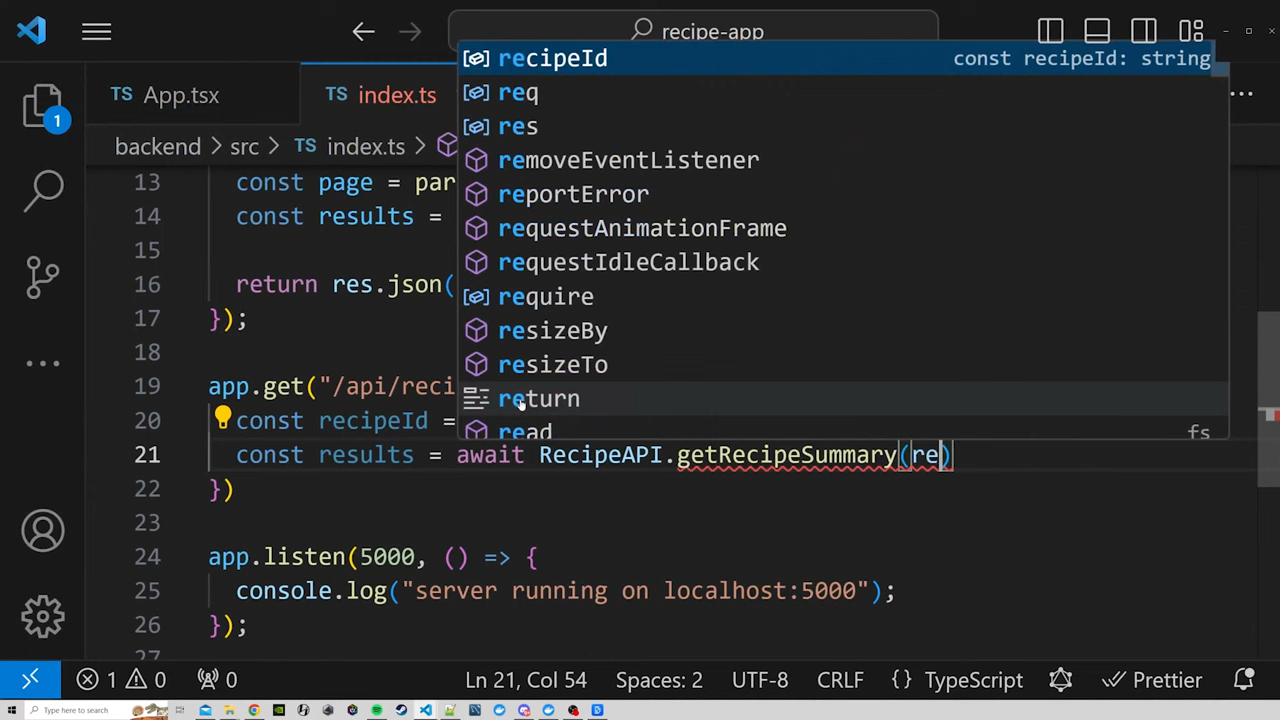 recipe-app
TS App.tsx
TS index.ts
backend > src > TS index.ts >
1
recipeId const recipeId: string
req
res
removeEventListener
reportError
requestAnimationFrame
requestIdleCallback
require
resizeBy
resizeTo
return
read fs
13 const page = par
14 const results =
15
16 return res.json(
17 });
18
19 app.get("/api/reci
20 const recipeId =
21 const results = await RecipeAPI.getRecipeSummary(re)
22 })
23
24 app.listen(5000, () => {
25 console.log("server running on localhost:5000");
26 });
27
1 0 0 Ln 21, Col 54 Spaces: 2 UTF-8 CRLF {} TypeScript Prettier
Type here to search